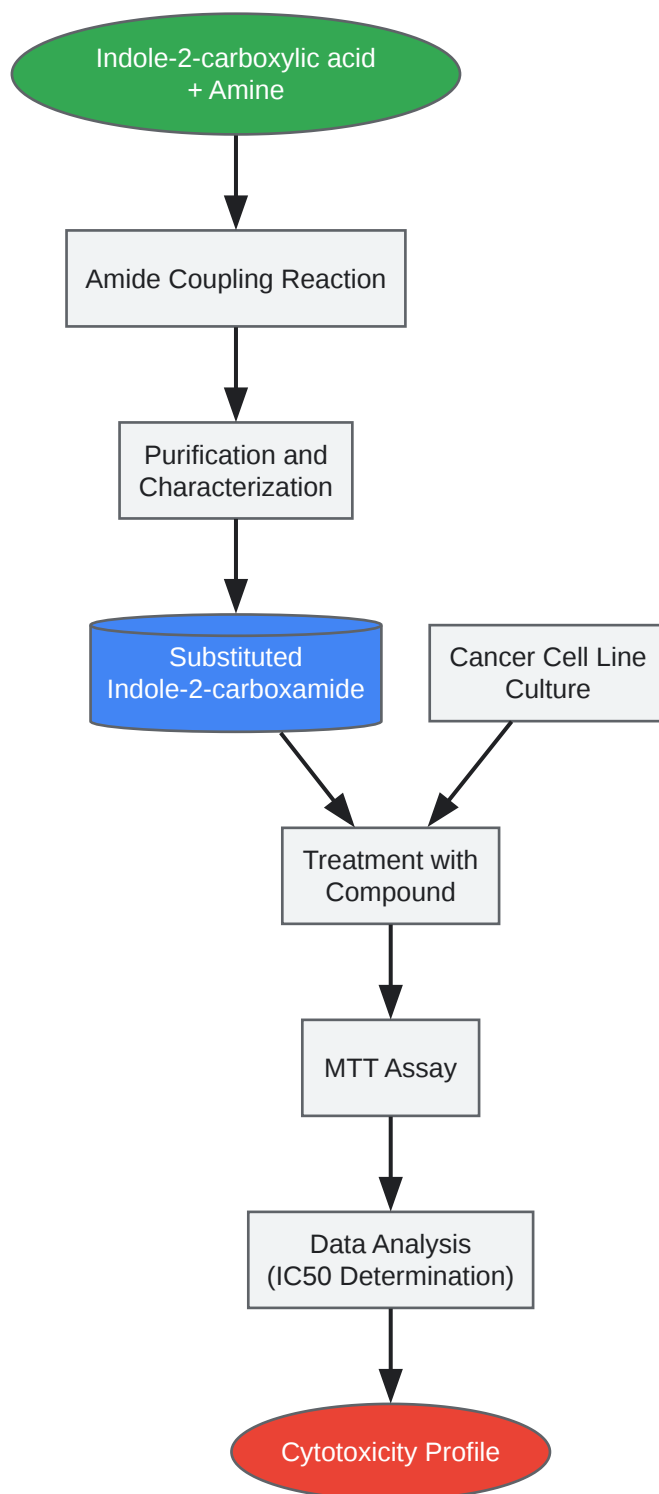 Indole-2-carboxylic acid
+ Amine
Amide Coupling Reaction
Purification and
Characterization
Substituted
Indole-2-carboxamide
Cancer Cell Line
Culture
Treatment with
Compound
MTT Assay
Data Analysis
(IC50 Determination)
Cytotoxicity Profile